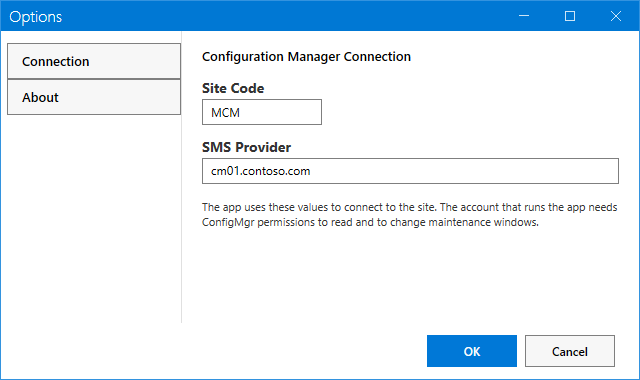 Options
Connection
About
Configuration Manager Connection
Site Code
MCM
SMS Provider
cm01.contoso.com
The app uses these values to connect to the site. The account that runs the app needs
ConfigMgr permissions to read and to change maintenance windows.
OK
Cancel